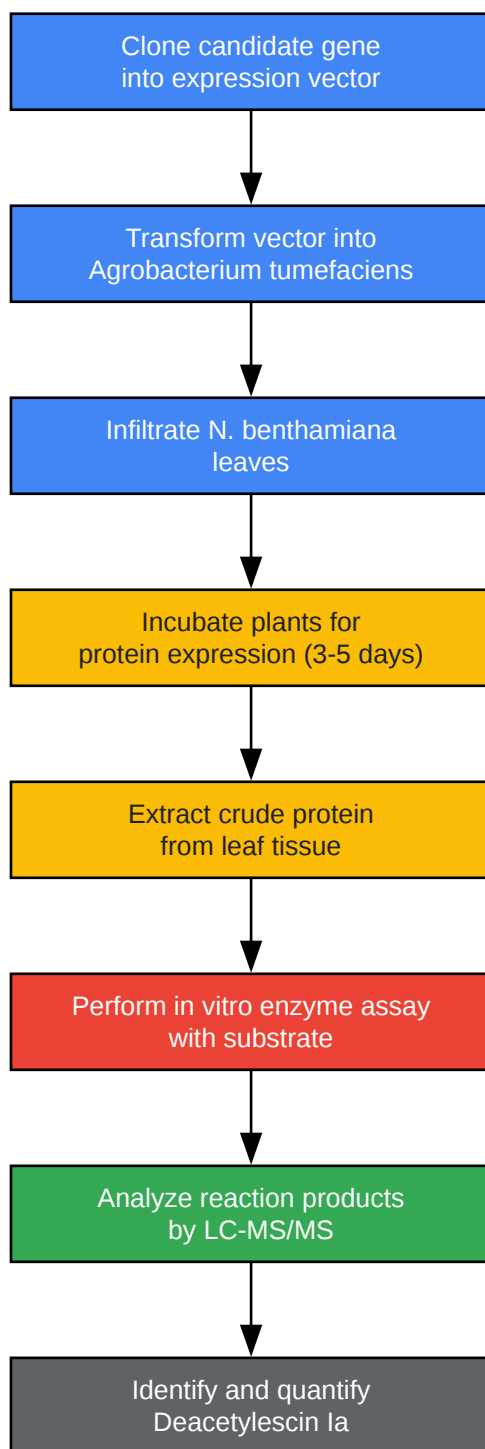 Clone candidate gene
into expression vector
Transform vector into
Agrobacterium tumefaciens
Infiltrate N. benthamiana
leaves
Incubate plants for
protein expression (3-5 days)
Extract crude protein
from leaf tissue
Perform in vitro enzyme assay
with substrate
Analyze reaction products
by LC-MS/MS
Identify and quantify
Deacetylescin Ia